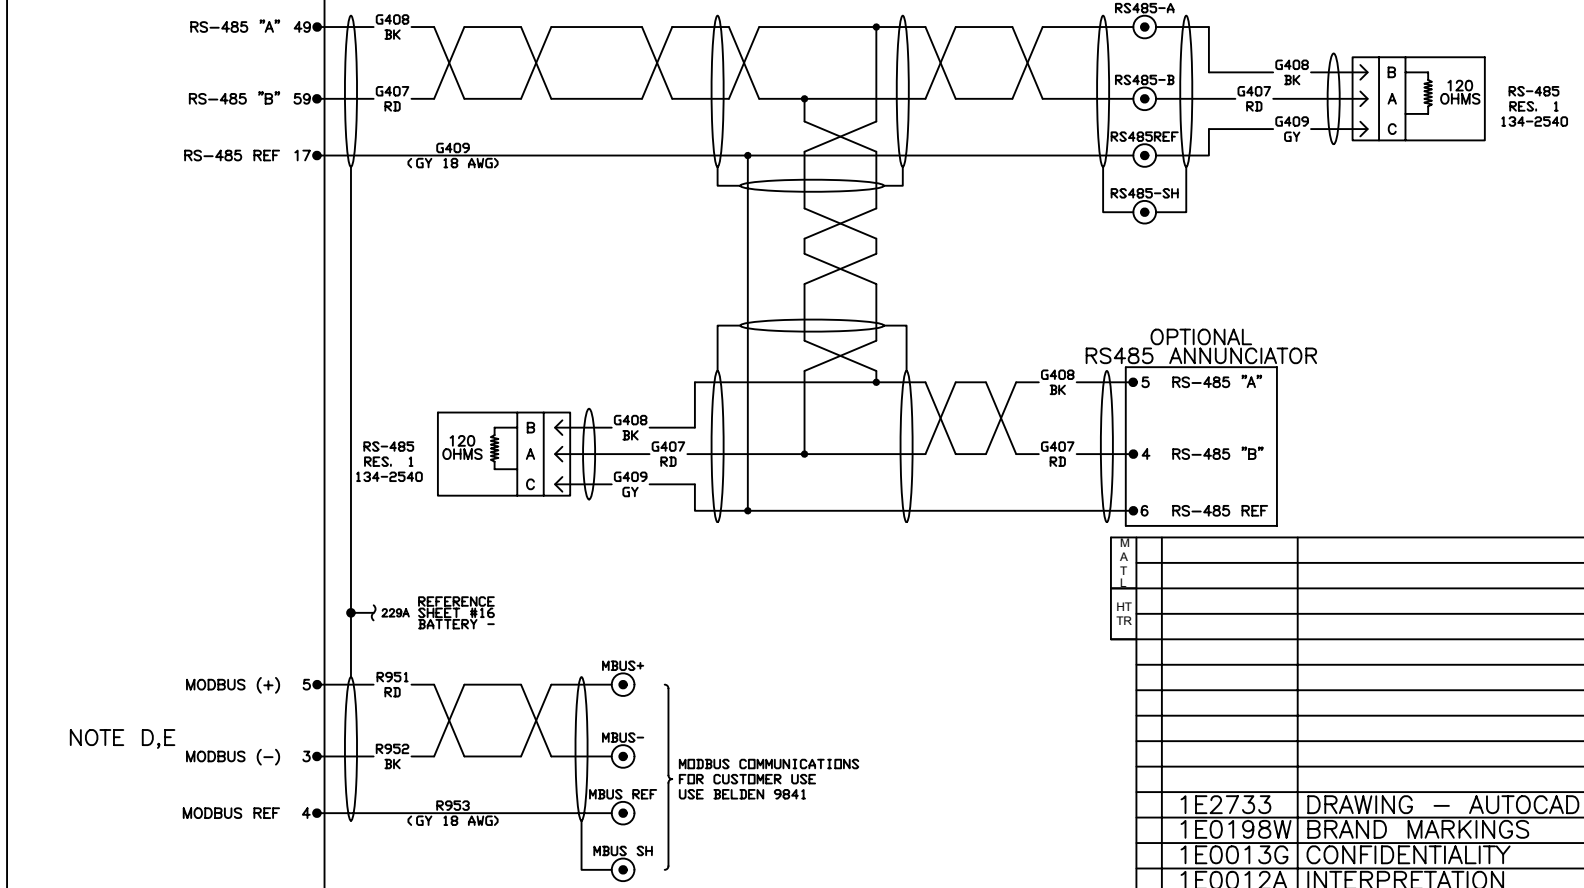 RS485-A
RS-485 "A" 49 G408
BK
G408
BK
B
RS-485 "B" 59 G407
RD
RS485-B
G407
RD
A
120
OHMS
RS-485
RES. 1
134-2540
G409
GY
C
RS-485 REF 17 G409
(GY 18 AWG)
RS485REF
RS485-SH
OPTIONAL
RS485 ANNUNCIATOR
G408
BK
5 RS-485 "A"
G407
RD
4 RS-485 "B"
6 RS-485 REF
RS-485
RES. 1
134-2540
120
OHMS
B
A
C
G408
BK
G407
RD
G409
GY
229A
REFERENCE
SHEET #16
BATTERY -
MODBUS (+) 5 R951
RD
MBUS+
NOTE D,E
MODBUS (-) 3 R952
BK
MBUS-
MODBUS REF 4 R953
(GY 18 AWG)
MBUS REF
MBUS SH
MODBUS COMMUNICATIONS
FOR CUSTOMER USE
USE BELDEN 9841
M
A
T
L
HT
TR
1E2733 DRAWING - AUTOCAD
1E0198W BRAND MARKINGS
1E0013G CONFIDENTIALITY
1E0012A INTERPRETATION